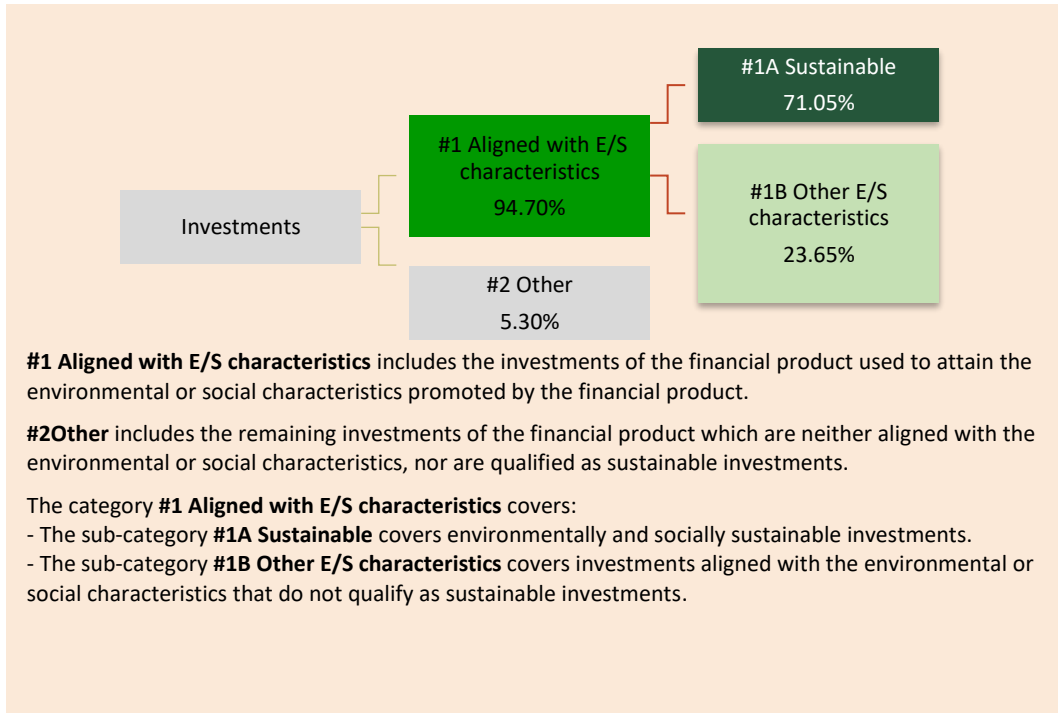 #1A Sustainable
71.05%
#1 Aligned with E/S
characteristics
94.70%
#1B Other E/S
characteristics
23.65%
Investments
#2 Other
5.30%
#1 Aligned with E/S characteristics includes the investments of the financial product used to attain the
environmental or social characteristics promoted by the financial product.
#2Other includes the remaining investments of the financial product which are neither aligned with the
environmental or social characteristics, nor are qualified as sustainable investments.
The category #1 Aligned with E/S characteristics covers:
- The sub-category #1A Sustainable covers environmentally and socially sustainable investments.
- The sub-category #1B Other E/S characteristics covers investments aligned with the environmental or
social characteristics that do not qualify as sustainable investments.